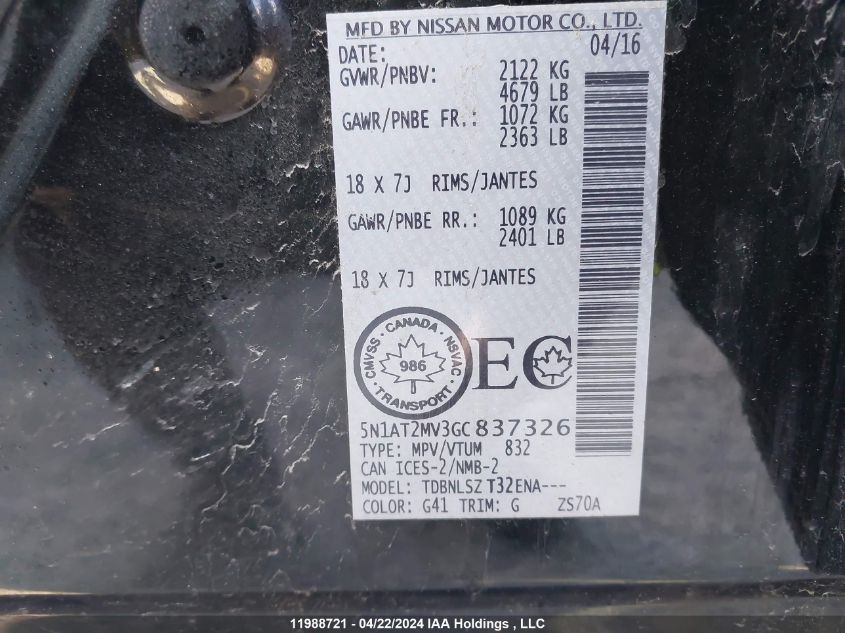 MFD BY NISSAN MOTOR CO., LTD.
DATE: 04/16
GVWR/PNBV: 2122 KG
4679 LB
GAWR/PNBE FR.: 1072 KG
2363 LB
18 X 7J RIMS/JANTES
GAWR/PNBE RR.: 1089 KG
2401 LB
18 X 7J RIMS/JANTES
CMVSS · CANADA · NSVAC
986
· TRANSPORT ·
EC
5N1AT2MV3GC837326
TYPE: MPV/VTUM 832
CAN ICES-2/NMB-2
MODEL: TDBNLSZ T32ENA---
COLOR: G41 TRIM: G ZS70A
11988721 - 04/22/2024 IAA Holdings , LLC